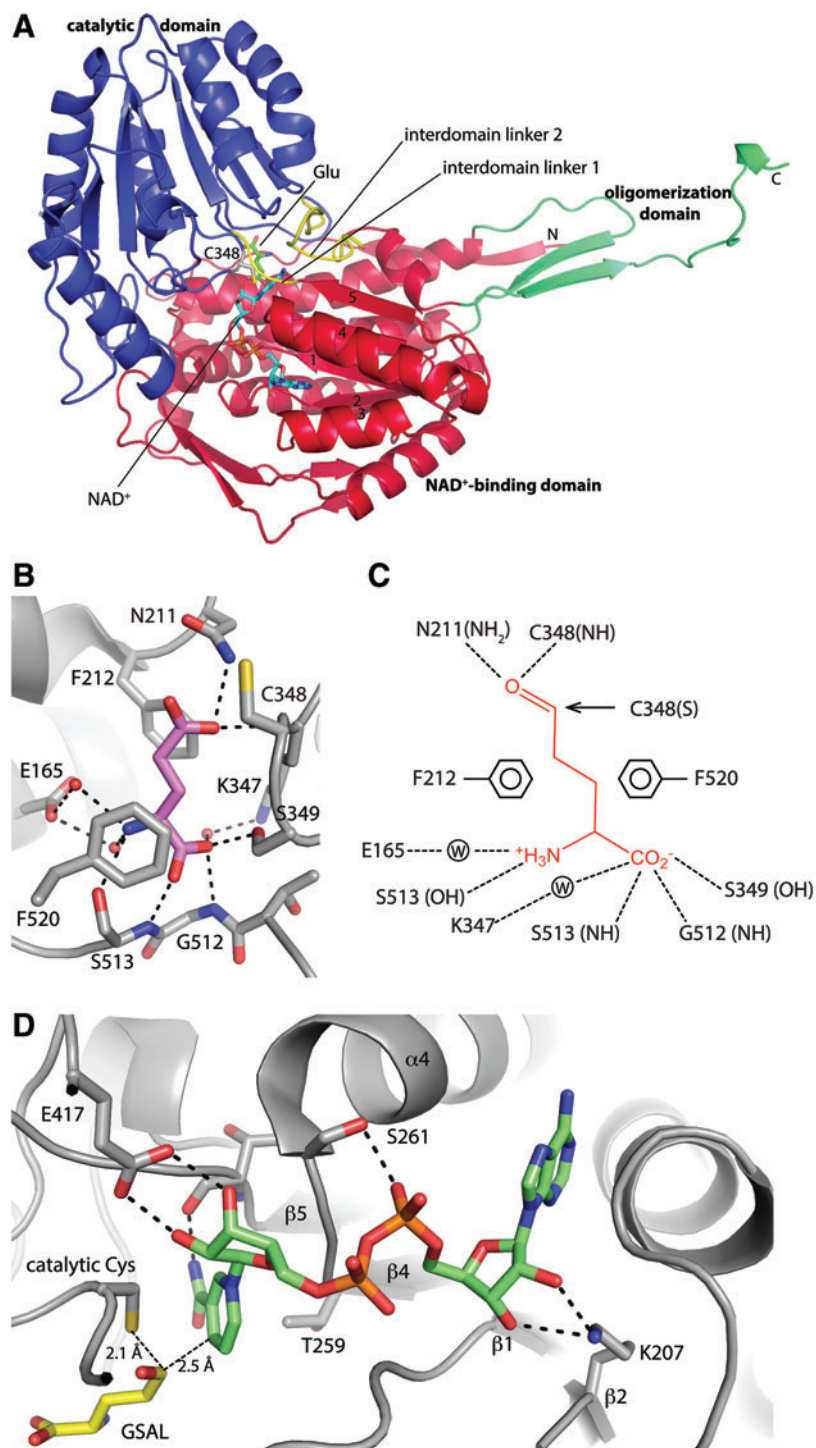 A
catalytic domain
interdomain linker 2
Glu
interdomain linker 1
C
oligomerization
domain
C348
N
5
4
1
2
3
NAD⁺
NAD⁺-binding domain
B
N211
F212
C348
E165
K347
S349
F520
G512
S513
C
N211(NH₂)
C348(NH)
O
C348(S)
F212
F520
E165
W
⁺H₃N
CO₂⁻
S513 (OH)
W
S349 (OH)
K347
S513 (NH)
G512 (NH)
D
α4
E417
S261
β5
catalytic Cys
β4
2.1 Å
T259
β1
K207
2.5 Å
β2
GSAL